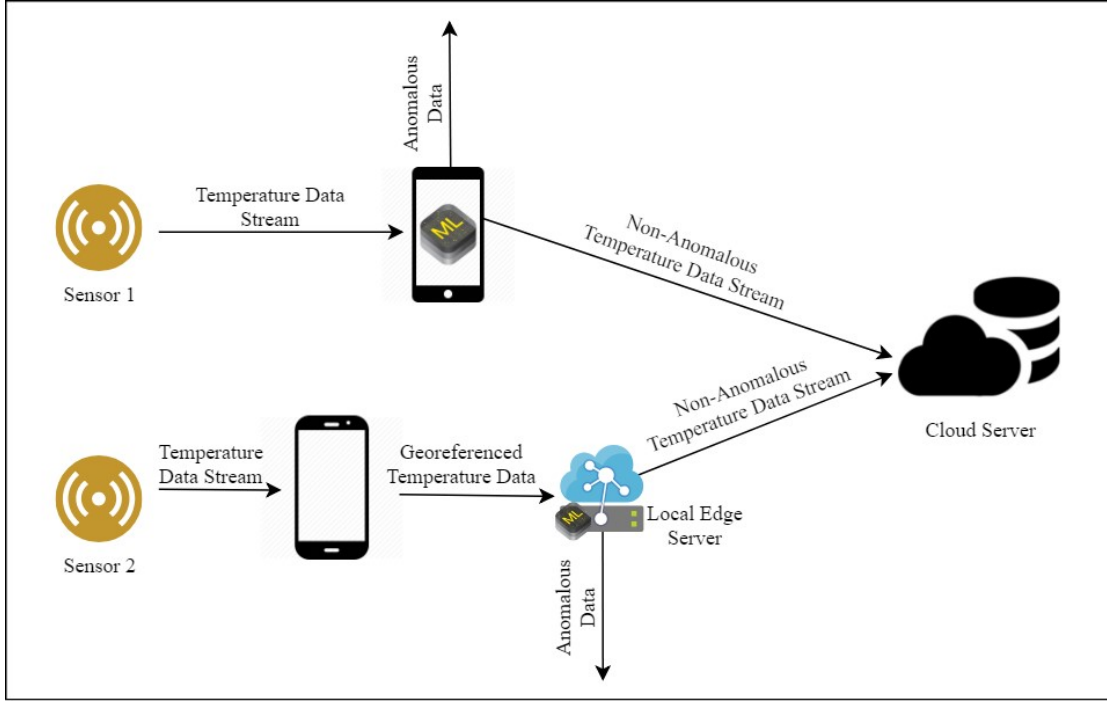 Anomalous
Data
Temperature Data
Stream
ML
Sensor 1
Non-Anomalous
Temperature Data Stream
Non-Anomalous
Temperature Data Stream
Cloud Server
Temperature
Data Stream
Georeferenced
Temperature Data
Sensor 2
ML
Local Edge
Server
Anomalous
Data